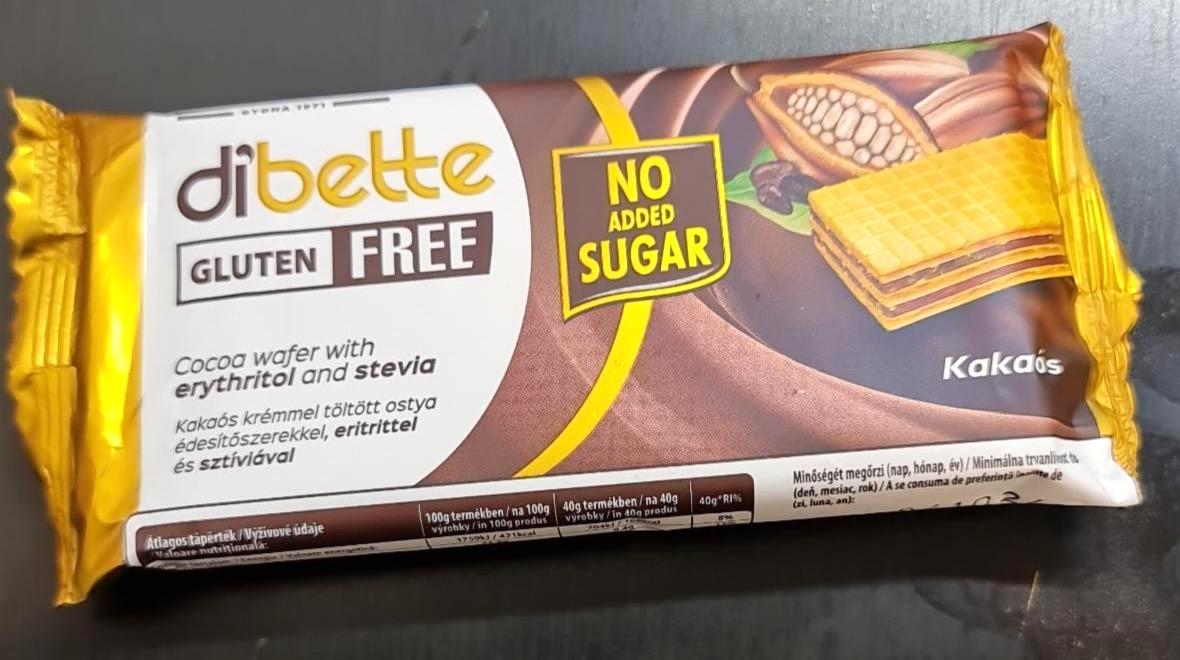 dibette
GLUTEN FREE
Cocoa wafer with
erythritol and stevia
Kakaós krémmel töltött ostya
édesítőszerekkel, eritrittel
és sztíviával
NO
ADDED
SUGAR
Kakaós
Átlagos tápérték / Výživové údaje
Valoare nutritională:
100g termékben / na 100g
výrobky / in 100g produs
40g termékben / na 40g
výrobky / in 40g produs
40g*RI%
1759kJ / 421kcal
8%
Minőségét megőrzi (nap, hónap, év) / Minimálna trvanlivosť do
(deň, mesiac, rok) / A se consuma de preferință înainte de
(zi, luna, an):